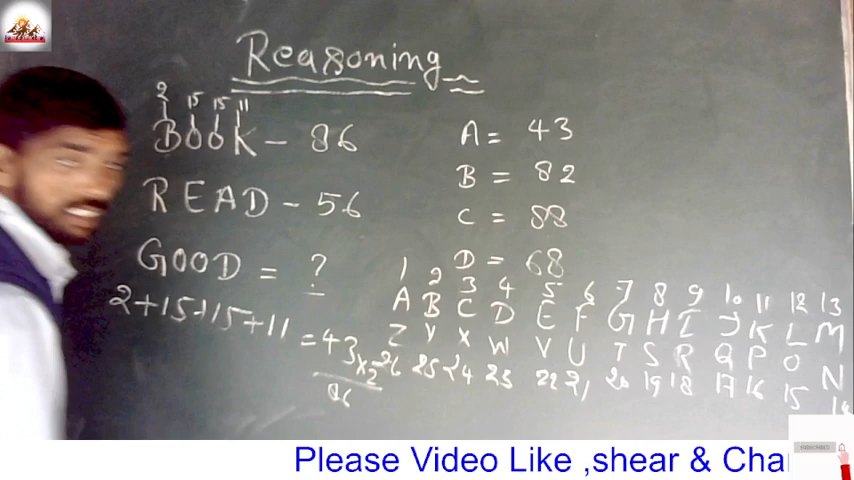 Reasoning
2 15 15 11
BOOK - 86
READ - 56
GOOD = ?
2+15+15+11 = 43
x2
86
A = 43
B = 82
C = 88
D = 68
1 2 3 4 5 6 7 8 9 10 11 12 13
A B C D E F G H I J K L M
Z Y X W V U T S R Q P O N
26 25 24 23 22 21 20 19 18 17 16 15 14
Please Video Like ,shear & Cha